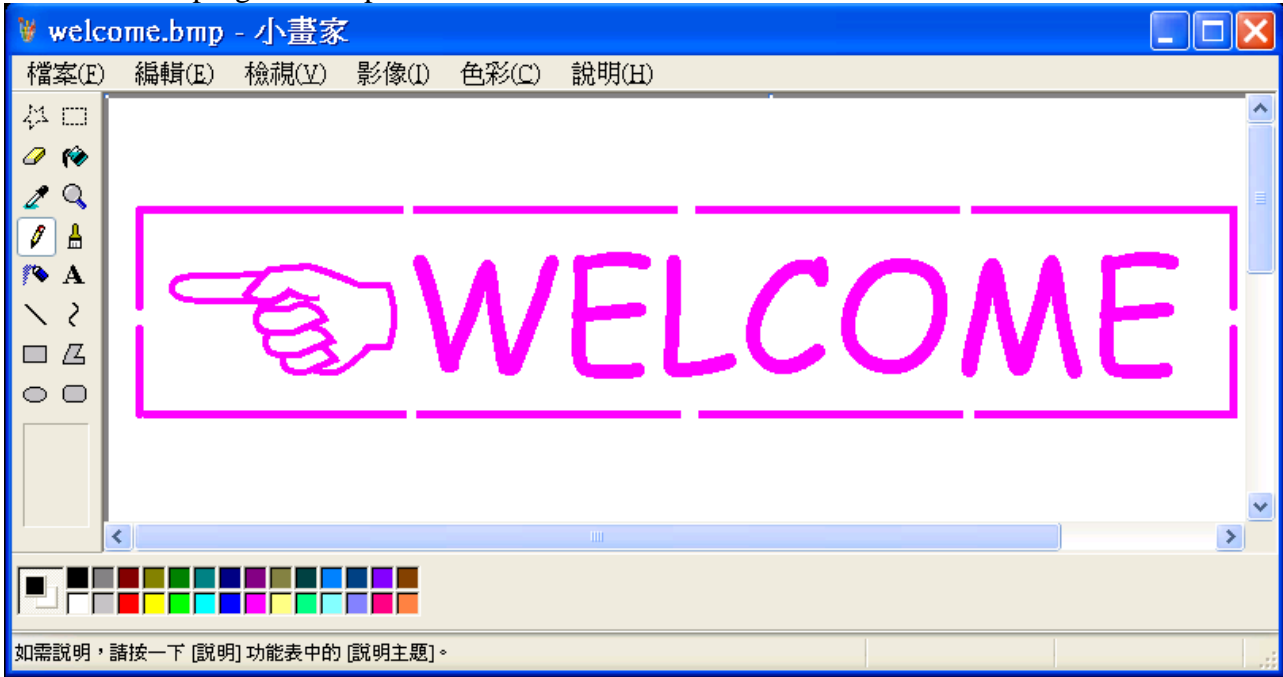 welcome.bmp - 小畫家
檔案(F) 編輯(E) 檢視(V) 影像(I) 色彩(C) 說明(H)
A
WELCOME
如需說明，請按一下 [說明] 功能表中的 [說明主題]。